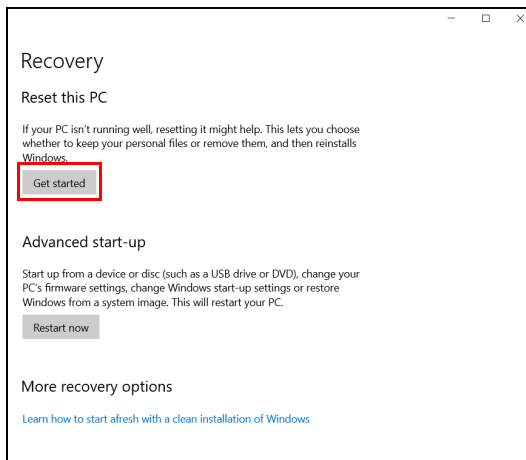 Recovery
Reset this PC
If your PC isn't running well, resetting it might help. This lets you choose
whether to keep your personal files or remove them, and then reinstalls
Windows.
Get started
Advanced start-up
Start up from a device or disc (such as a USB drive or DVD), change your
PC's firmware settings, change Windows start-up settings or restore
Windows from a system image. This will restart your PC.
Restart now
More recovery options
Learn how to start afresh with a clean installation of Windows